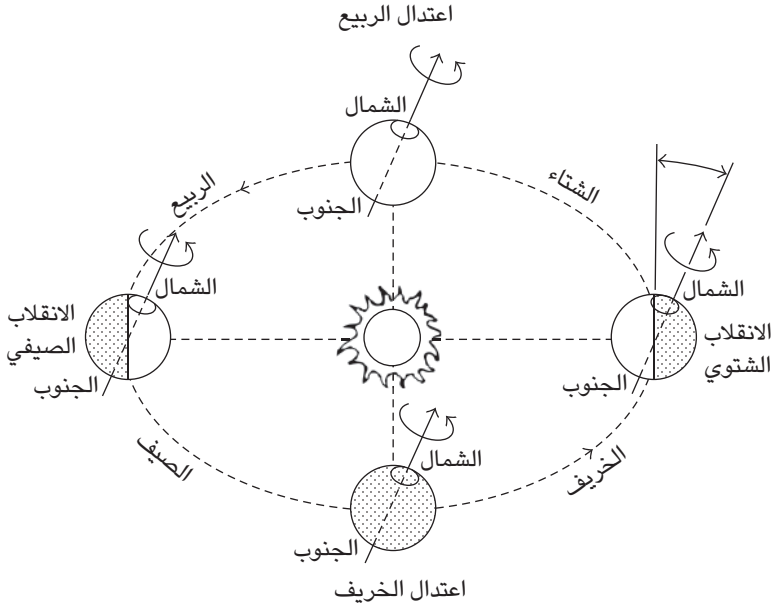 اعتدال الربيع
الشمال
الجنوب
الشتاء
الربيع
الشمال
الانقلاب
الشتوي
الجنوب
الشمال
الانقلاب
الصيفي
الجنوب
الخريف
الصيف
الشمال
الجنوب
اعتدال الخريف